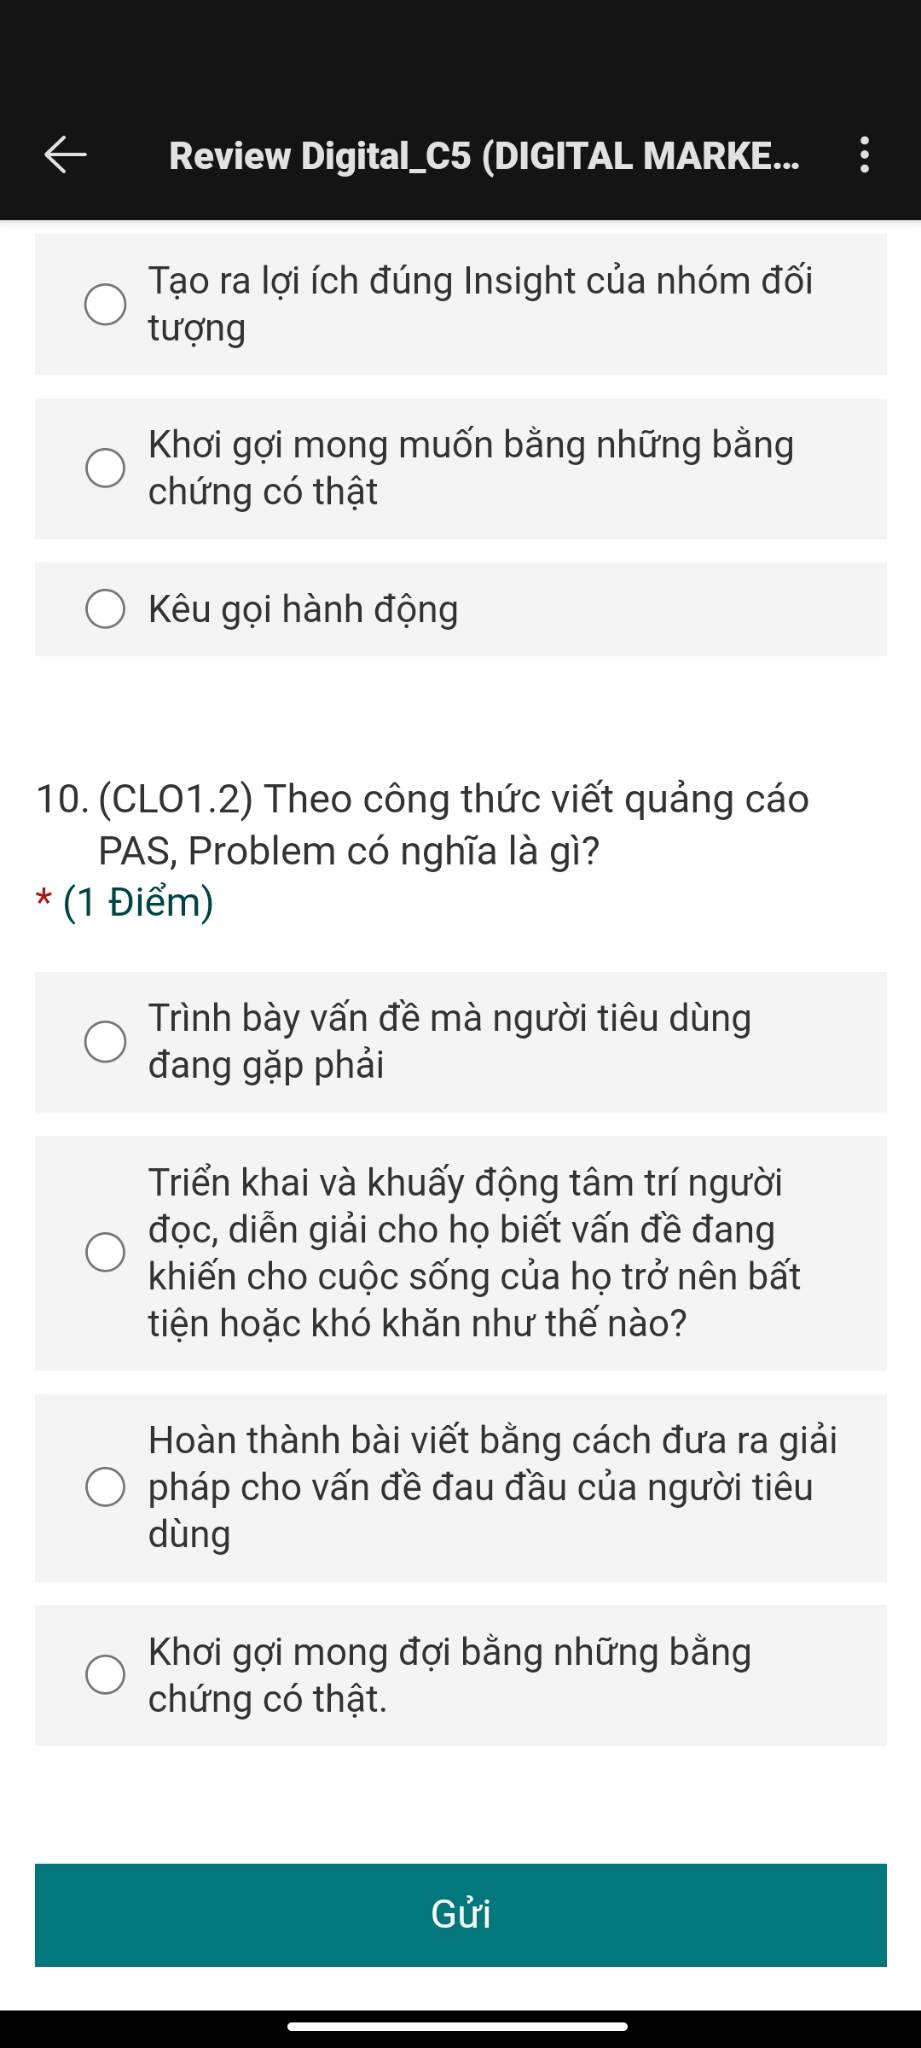 Review Digital_C5 (DIGITAL MARKE...
Tạo ra lợi ích đúng Insight của nhóm đối
tượng
Khơi gợi mong muốn bằng những bằng
chứng có thật
Kêu gọi hành động
10. (CLO1.2) Theo công thức viết quảng cáo
PAS, Problem có nghĩa là gì?
* (1 Điểm)
Trình bày vấn đề mà người tiêu dùng
đang gặp phải
Triển khai và khuấy động tâm trí người
đọc, diễn giải cho họ biết vấn đề đang
khiến cho cuộc sống của họ trở nên bất
tiện hoặc khó khăn như thế nào?
Hoàn thành bài viết bằng cách đưa ra giải
pháp cho vấn đề đau đầu của người tiêu
dùng
Khơi gợi mong đợi bằng những bằng
chứng có thật.
Gửi